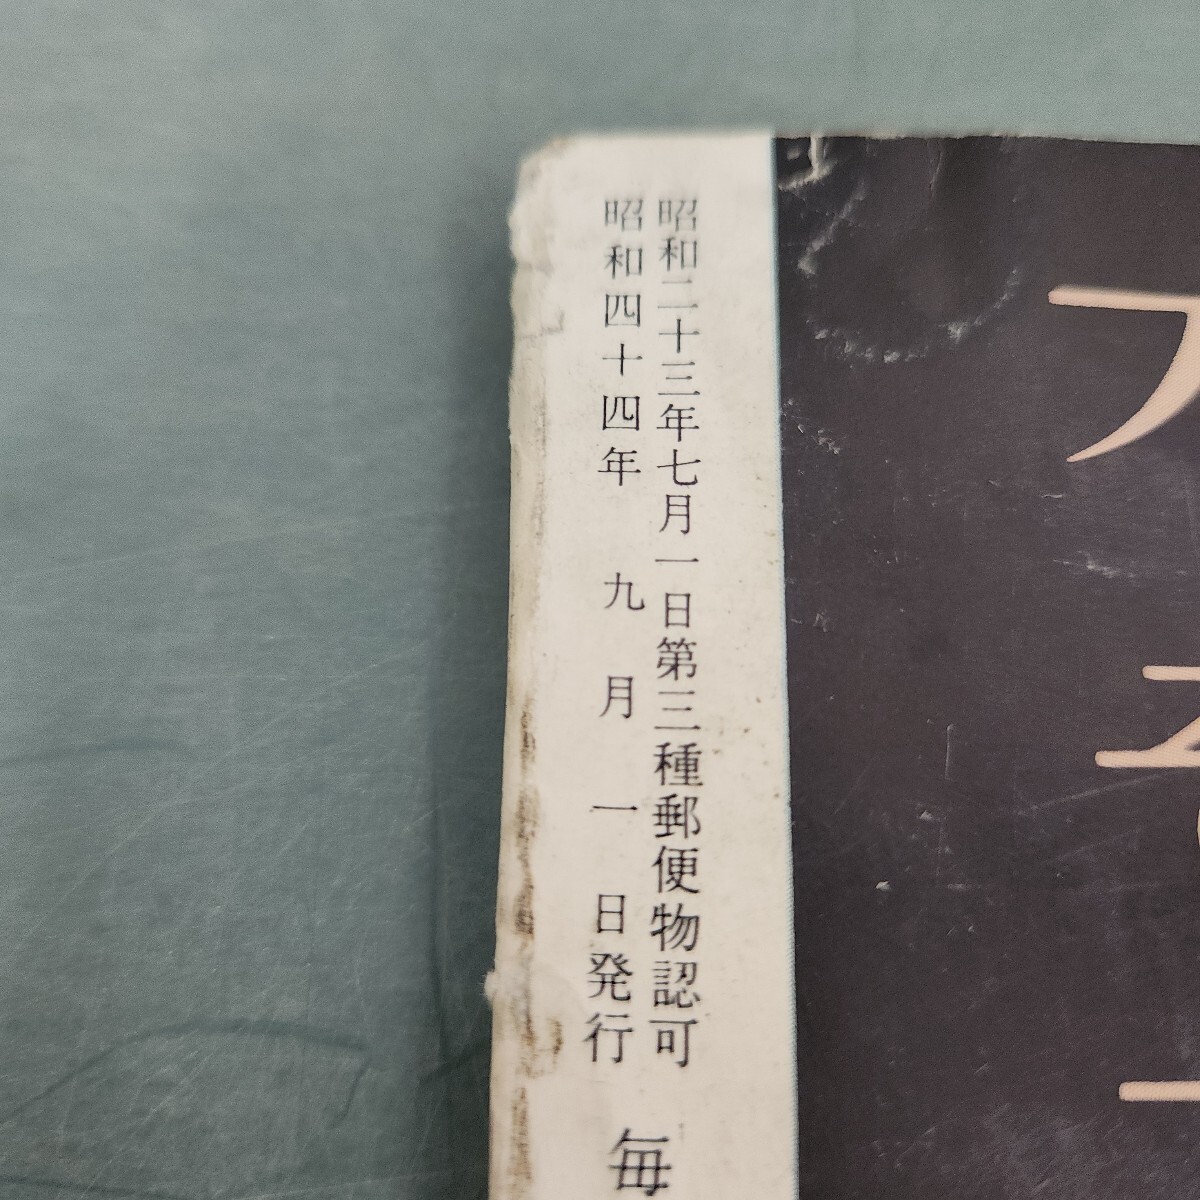 昭和二十三年七月一日第三種郵便物認可
昭和四十四年九月一日発行
毎